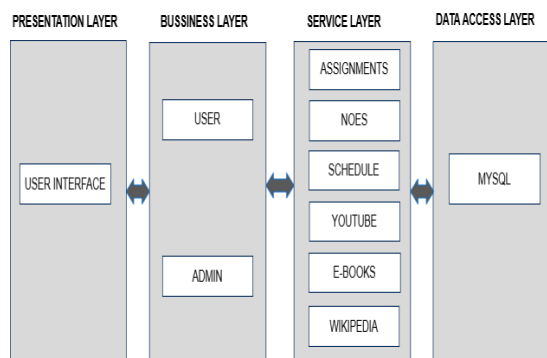 PRESENTATION LAYER
BUSSINESS LAYER
SERVICE LAYER
DATA ACCESS LAYER
USER INTERFACE
USER
ADMIN
ASSIGNMENTS
NOES
SCHEDULE
YOUTUBE
E-BOOKS
WIKIPEDIA
MYSQL